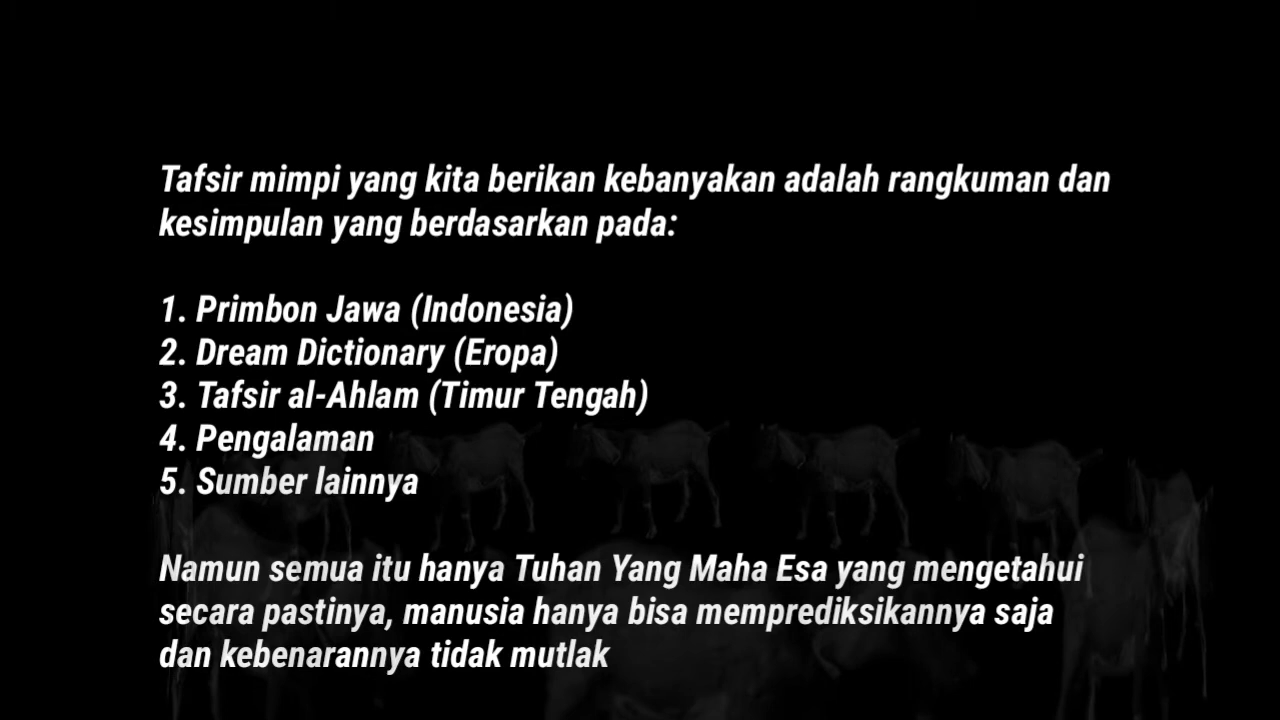 Tafsir mimpi yang kita berikan kebanyakan adalah rangkuman dan
kesimpulan yang berdasarkan pada:
1. Primbon Jawa (Indonesia)
2. Dream Dictionary (Eropa)
3. Tafsir al-Ahlam (Timur Tengah)
4. Pengalaman
5. Sumber lainnya
Namun semua itu hanya Tuhan Yang Maha Esa yang mengetahui
secara pastinya, manusia hanya bisa memprediksikannya saja
dan kebenarannya tidak mutlak